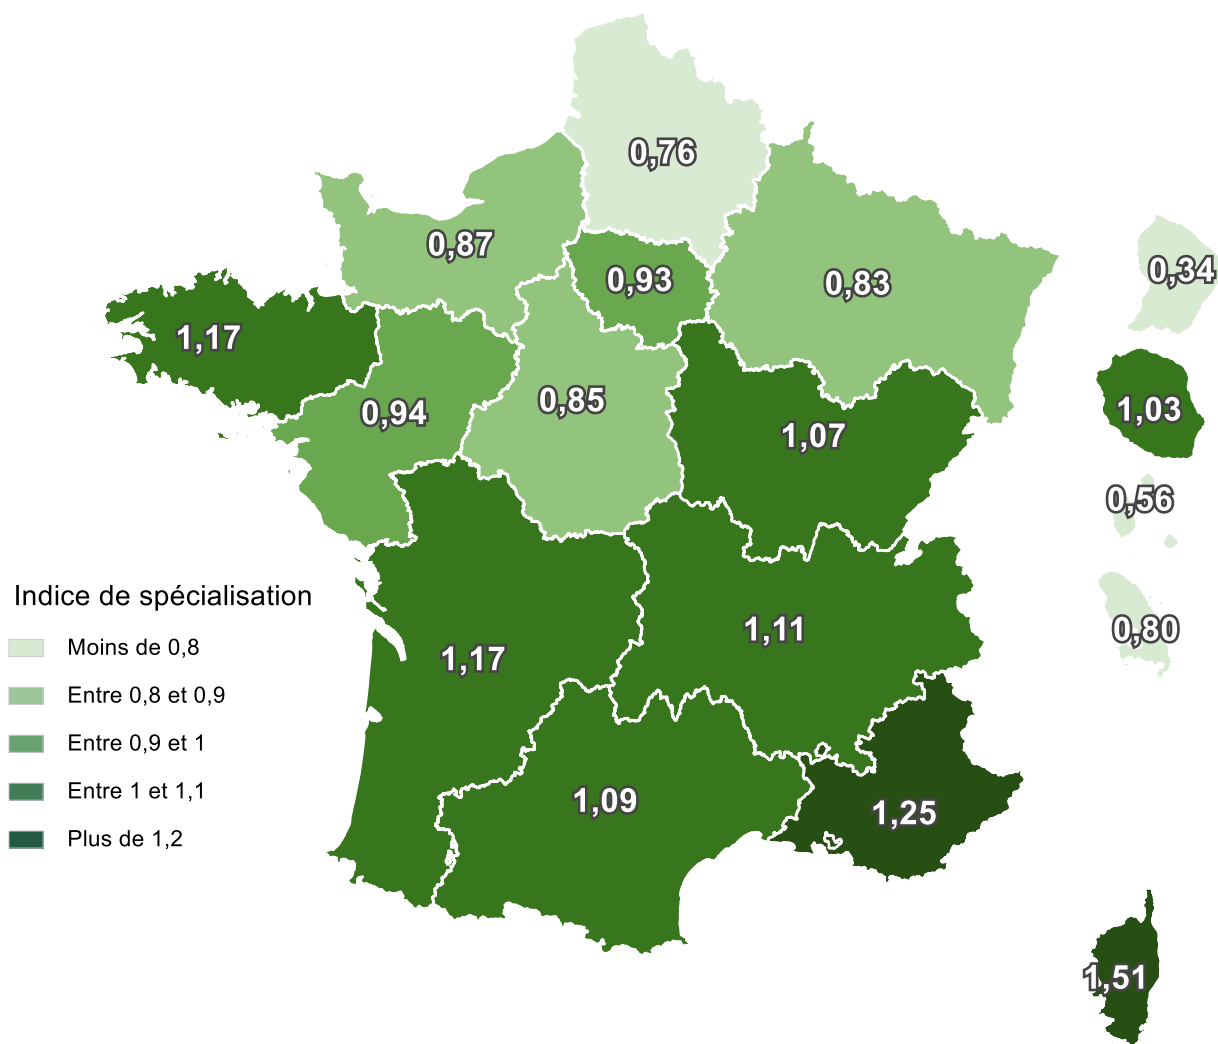 0,76
0,87
0,93
0,83
0,34
1,17
0,94
0,85
1,07
1,03
0,56
Indice de spécialisation
Moins de 0,8
Entre 0,8 et 0,9
Entre 0,9 et 1
Entre 1 et 1,1
Plus de 1,2
1,17
1,11
0,80
1,09
1,25
1,51